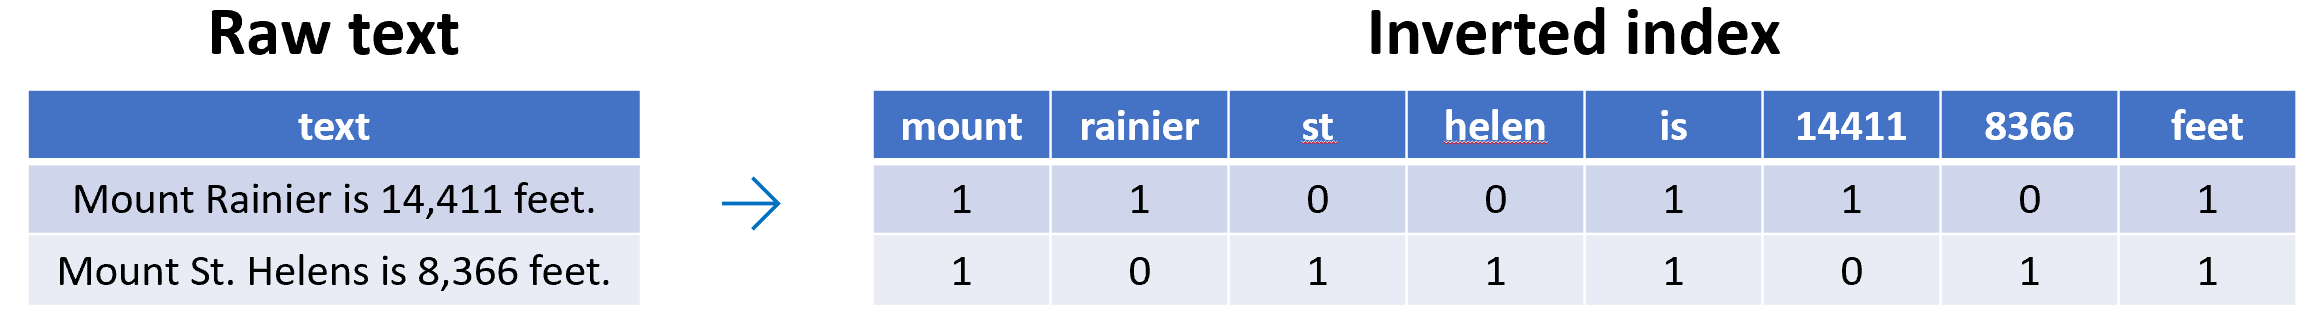 Raw text
Inverted index
text
mount rainier st helen is 14411 8366 feet
Mount Rainier is 14,411 feet.
1 1 0 0 1 1 0 1
Mount St. Helens is 8,366 feet.
1 0 1 1 1 0 1 1